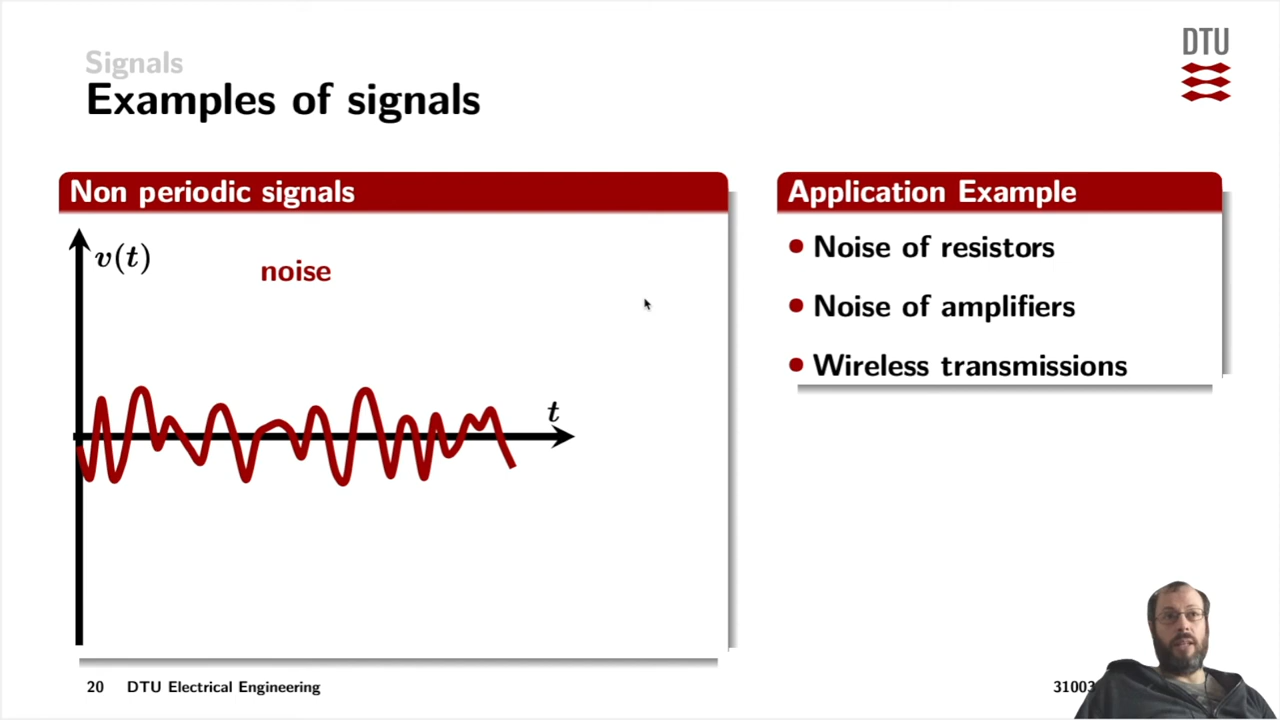 Signals
Examples of signals
DTU
Non periodic signals
v(t)
noise
t
Application Example
• Noise of resistors
• Noise of amplifiers
• Wireless transmissions
20 DTU Electrical Engineering
31003